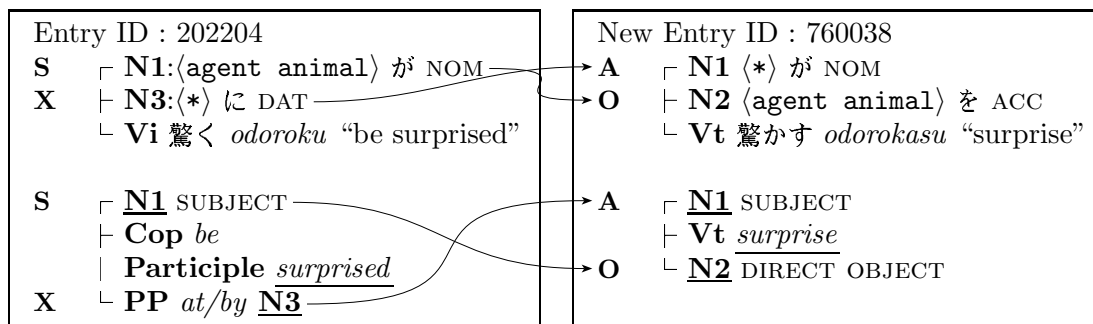 Entry ID : 202204
S N1:⟨agent animal⟩ が NOM
X N3:⟨*⟩ に DAT
Vi 驚く odoroku “be surprised”
S N1 SUBJECT
Cop be
Participle surprised
X PP at/by N3
New Entry ID : 760038
A N1 ⟨*⟩ が NOM
O N2 ⟨agent animal⟩ を ACC
Vt 驚かす odorokasu “surprise”
A N1 SUBJECT
Vt surprise
O N2 DIRECT OBJECT